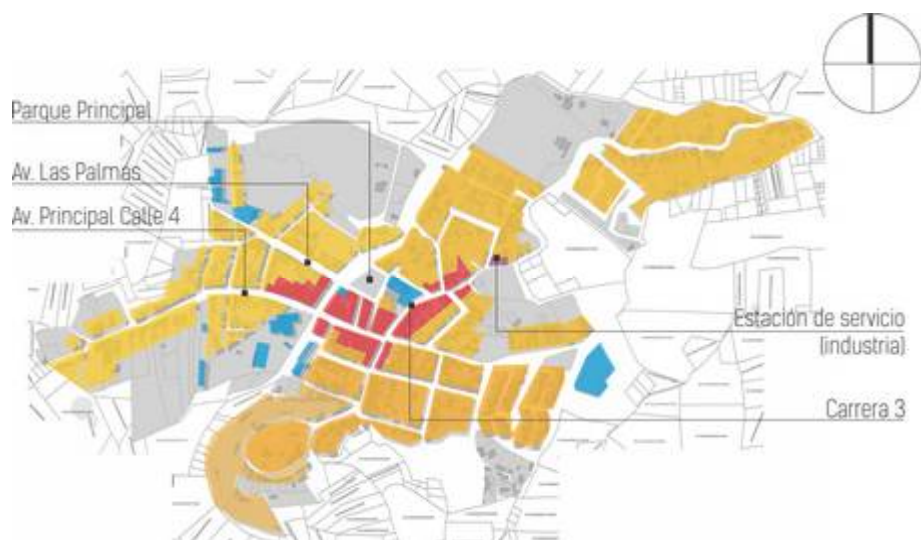 Parque Principal
Av. Las Palmas
Av. Principal Calle 4
Estación de servicio
(industria)
Carrera 3